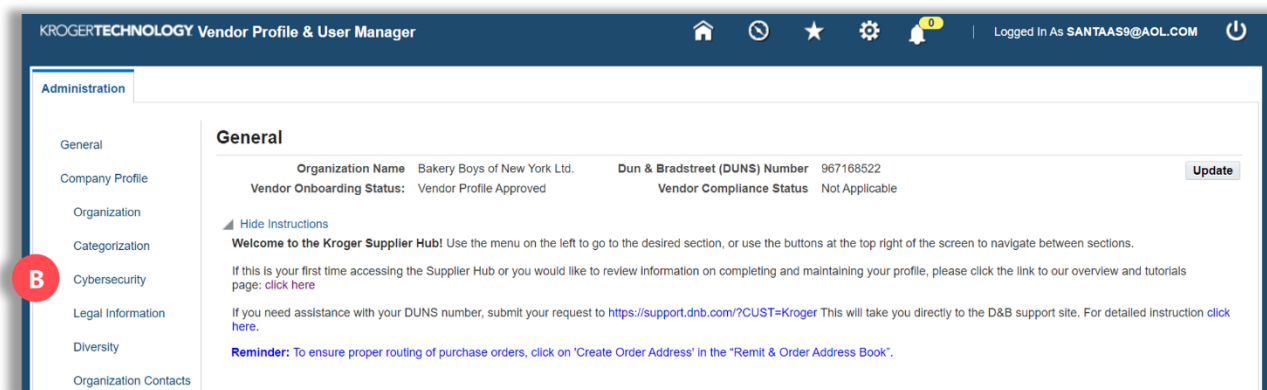 KROGERTECHNOLOGY. Vendor Profile & User Manager
0
Logged In As SANTAAS9@AOL.COM
Administration
General
Company Profile
Organization
Categorization
B
Cybersecurity
Legal Information
Diversity
Organization Contacts
General
Organization Name Bakery Boys of New York Ltd. Dun & Bradstreet (DUNS) Number 967168522
Update
Vendor Onboarding Status: Vendor Profile Approved Vendor Compliance Status Not Applicable
Hide Instructions
Welcome to the Kroger Supplier Hub! Use the menu on the left to go to the desired section, or use the buttons at the top right of the screen to navigate between sections.
If this is your first time accessing the Supplier Hub or you would like to review information on completing and maintaining your profile, please click the link to our overview and tutorials
page: click here
If you need assistance with your DUNS number, submit your request to https://support.dnb.com/?CUST=Kroger This will take you directly to the D&B support site. For detailed instruction click
here.
Reminder: To ensure proper routing of purchase orders, click on 'Create Order Address' in the “Remit & Order Address Book”.